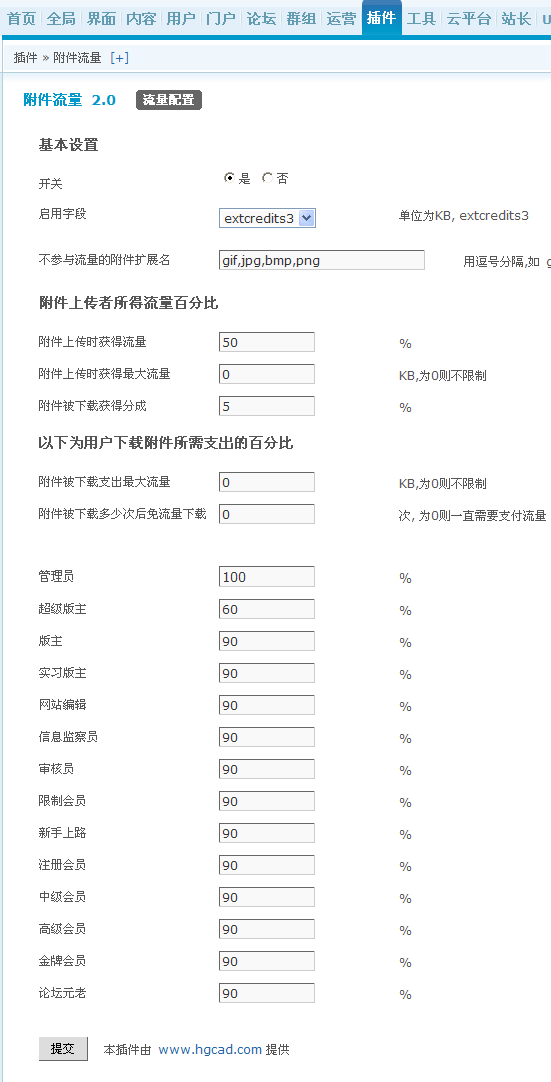 首页 全局 界面 内容 用户 门户 论坛 群组 运营 插件 工具 云平台 站长
插件 » 附件流量 [+]
附件流量 2.0 流量配置
基本设置
开关 是 否
启用字段 extcredits3 单位为KB, extcredits3
不参与流量的附件扩展名 gif,jpg,bmp,png 用逗号分隔,如
附件上传者所得流量百分比
附件上传时获得流量 50 %
附件上传时获得最大流量 0 KB,为0则不限制
附件被下载获得分成 5 %
以下为用户下载附件所需支出的百分比
附件被下载支出最大流量 0 KB,为0则不限制
附件被下载多少次后免流量下载 0 次, 为0则一直需要支付流量
管理员 100 %
超级版主 60 %
版主 90 %
实习版主 90 %
网站编辑 90 %
信息监察员 90 %
审核员 90 %
限制会员 90 %
新手上路 90 %
注册会员 90 %
中级会员 90 %
高级会员 90 %
金牌会员 90 %
论坛元老 90 %
提交 本插件由 www.hgcad.com 提供